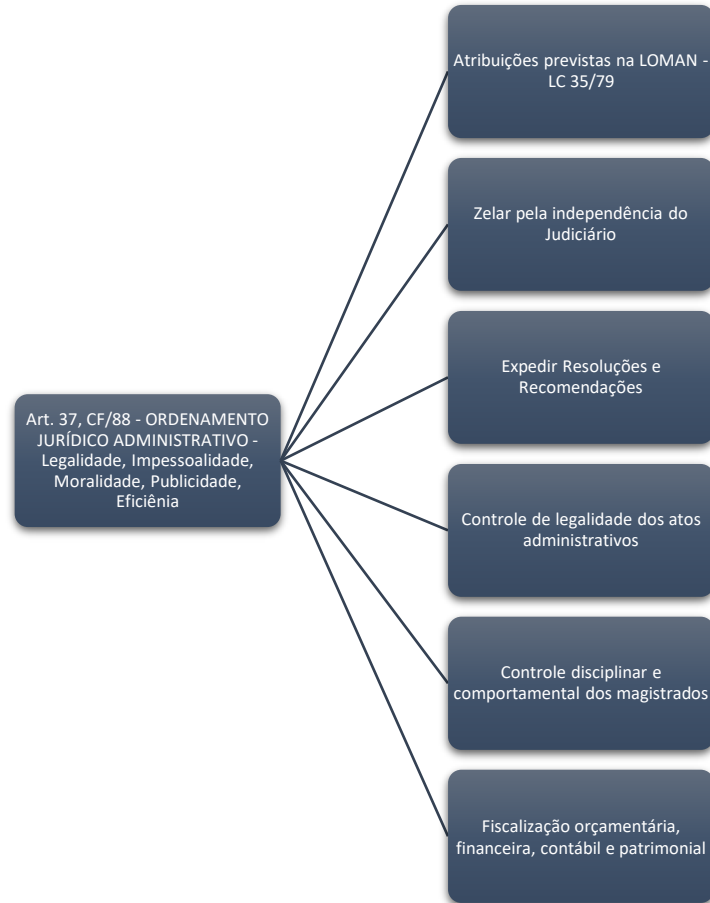 Atribuições previstas na LOMAN -
LC 35/79
Zelar pela independência do
Judiciário
Expedir Resoluções e
Recomendações
Art. 37, CF/88 - ORDENAMENTO
JURÍDICO ADMINISTRATIVO -
Legalidade, Impessoalidade,
Moralidade, Publicidade,
Eficiênia
Controle de legalidade dos atos
administrativos
Controle disciplinar e
comportamental dos magistrados
Fiscalização orçamentária,
financeira, contábil e patrimonial